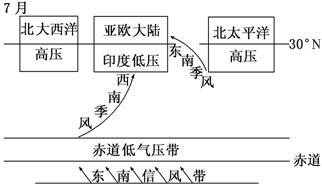 7月
北大西洋
高压
亚欧大陆
印度低压
北太平洋
高压
30°N
东南季风
西南季风
赤道低气压带
赤道
东南信风带